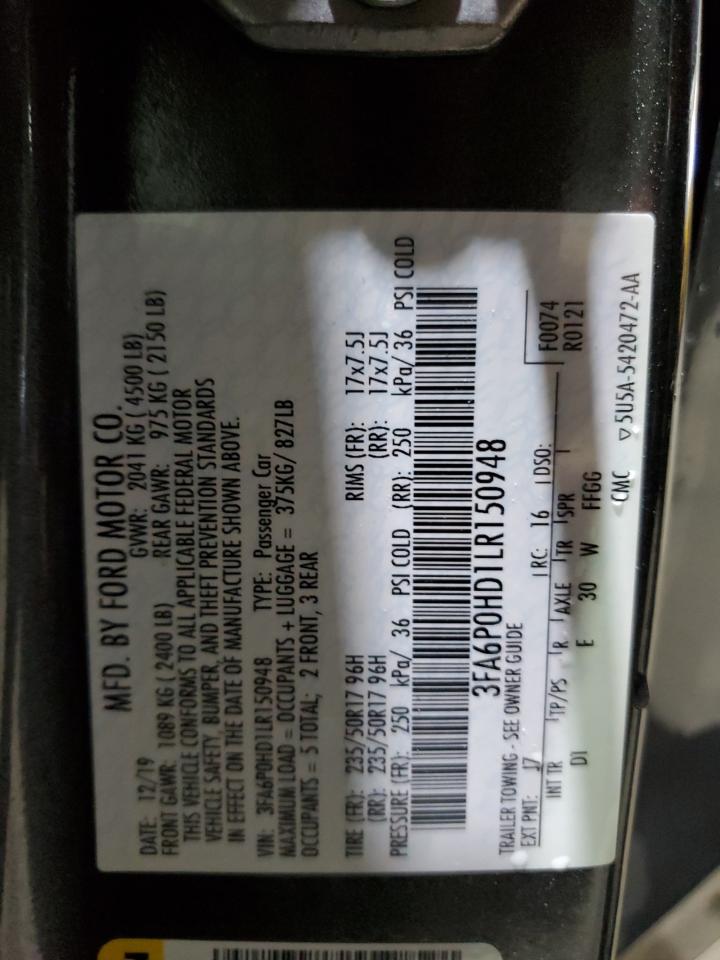 MFD. BY FORD MOTOR CO.
DATE: 12/19 GVWR: 2041 KG ( 4500 LB)
FRONT GAWR: 1089 KG ( 2400 LB) REAR GAWR: 975 KG ( 2150 LB)
THIS VEHICLE CONFORMS TO ALL APPLICABLE FEDERAL MOTOR
VEHICLE SAFETY, BUMPER, AND THEFT PREVENTION STANDARDS
IN EFFECT ON THE DATE OF MANUFACTURE SHOWN ABOVE.
VIN: 3FA6P0HD1LR150948 TYPE: Passenger Car
MAXIMUM LOAD = OCCUPANTS + LUGGAGE = 375KG/ 827LB
OCCUPANTS = 5 TOTAL; 2 FRONT, 3 REAR
TIRE (FR): 235/50R17 96H RIMS (FR): 17x7.5J
(RR): 235/50R17 96H (RR): 17x7.5J
PRESSURE (FR): 250 kPa/ 36 PSI COLD (RR): 250 kPa/ 36 PSI COLD
3FA6P0HD1LR150948
TRAILER TOWING - SEE OWNER GUIDE
F0074
EXT PNT: J7 RC: 16 DSO: R0121
INT TR TP/PS R AXLE TR SPR
DI E 30 W FFGG
CMC 5U5A-5420472-AA